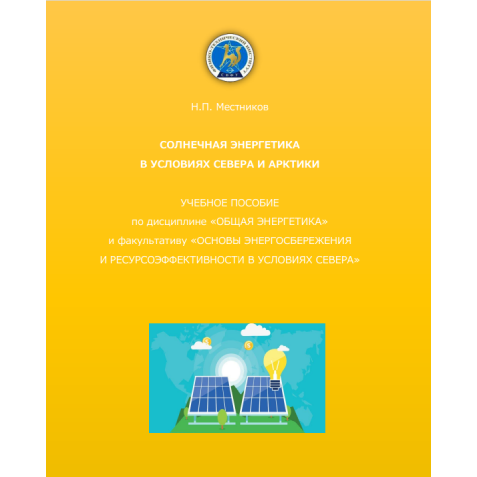 Н.П. Местников
СОЛНЕЧНАЯ ЭНЕРГЕТИКА
В УСЛОВИЯХ СЕВЕРА И АРКТИКИ
УЧЕБНОЕ ПОСОБИЕ
по дисциплине «ОБЩАЯ ЭНЕРГЕТИКА»
и факультативу «ОСНОВЫ ЭНЕРГОСБЕРЕЖЕНИЯ
И РЕСУРСОЭФФЕКТИВНОСТИ В УСЛОВИЯХ СЕВЕРА»